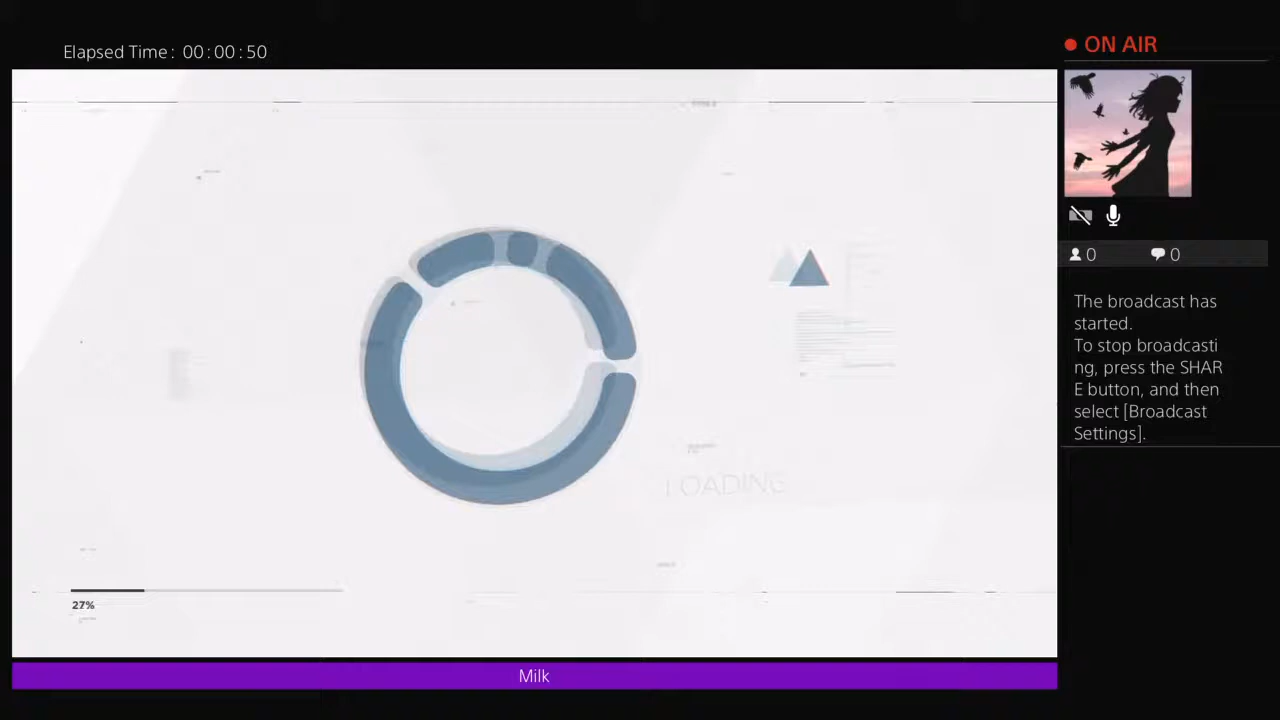 Elapsed Time: 00:00:50
ON AIR
0
0
The broadcast has
started.
To stop broadcasti
ng, press the SHAR
E button, and then
select [Broadcast
Settings].
LOADING
27%
Milk